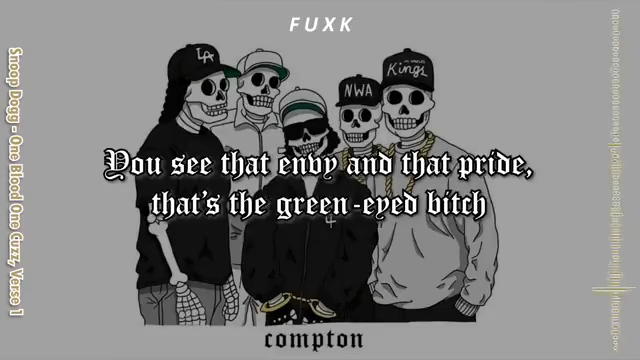 FUXK
LA
Kings
NWA
You see that envy and that pride,
that's the green-eyed bitch
compton
Snoop Dogg - One Blood One Cuzz, Verse 1